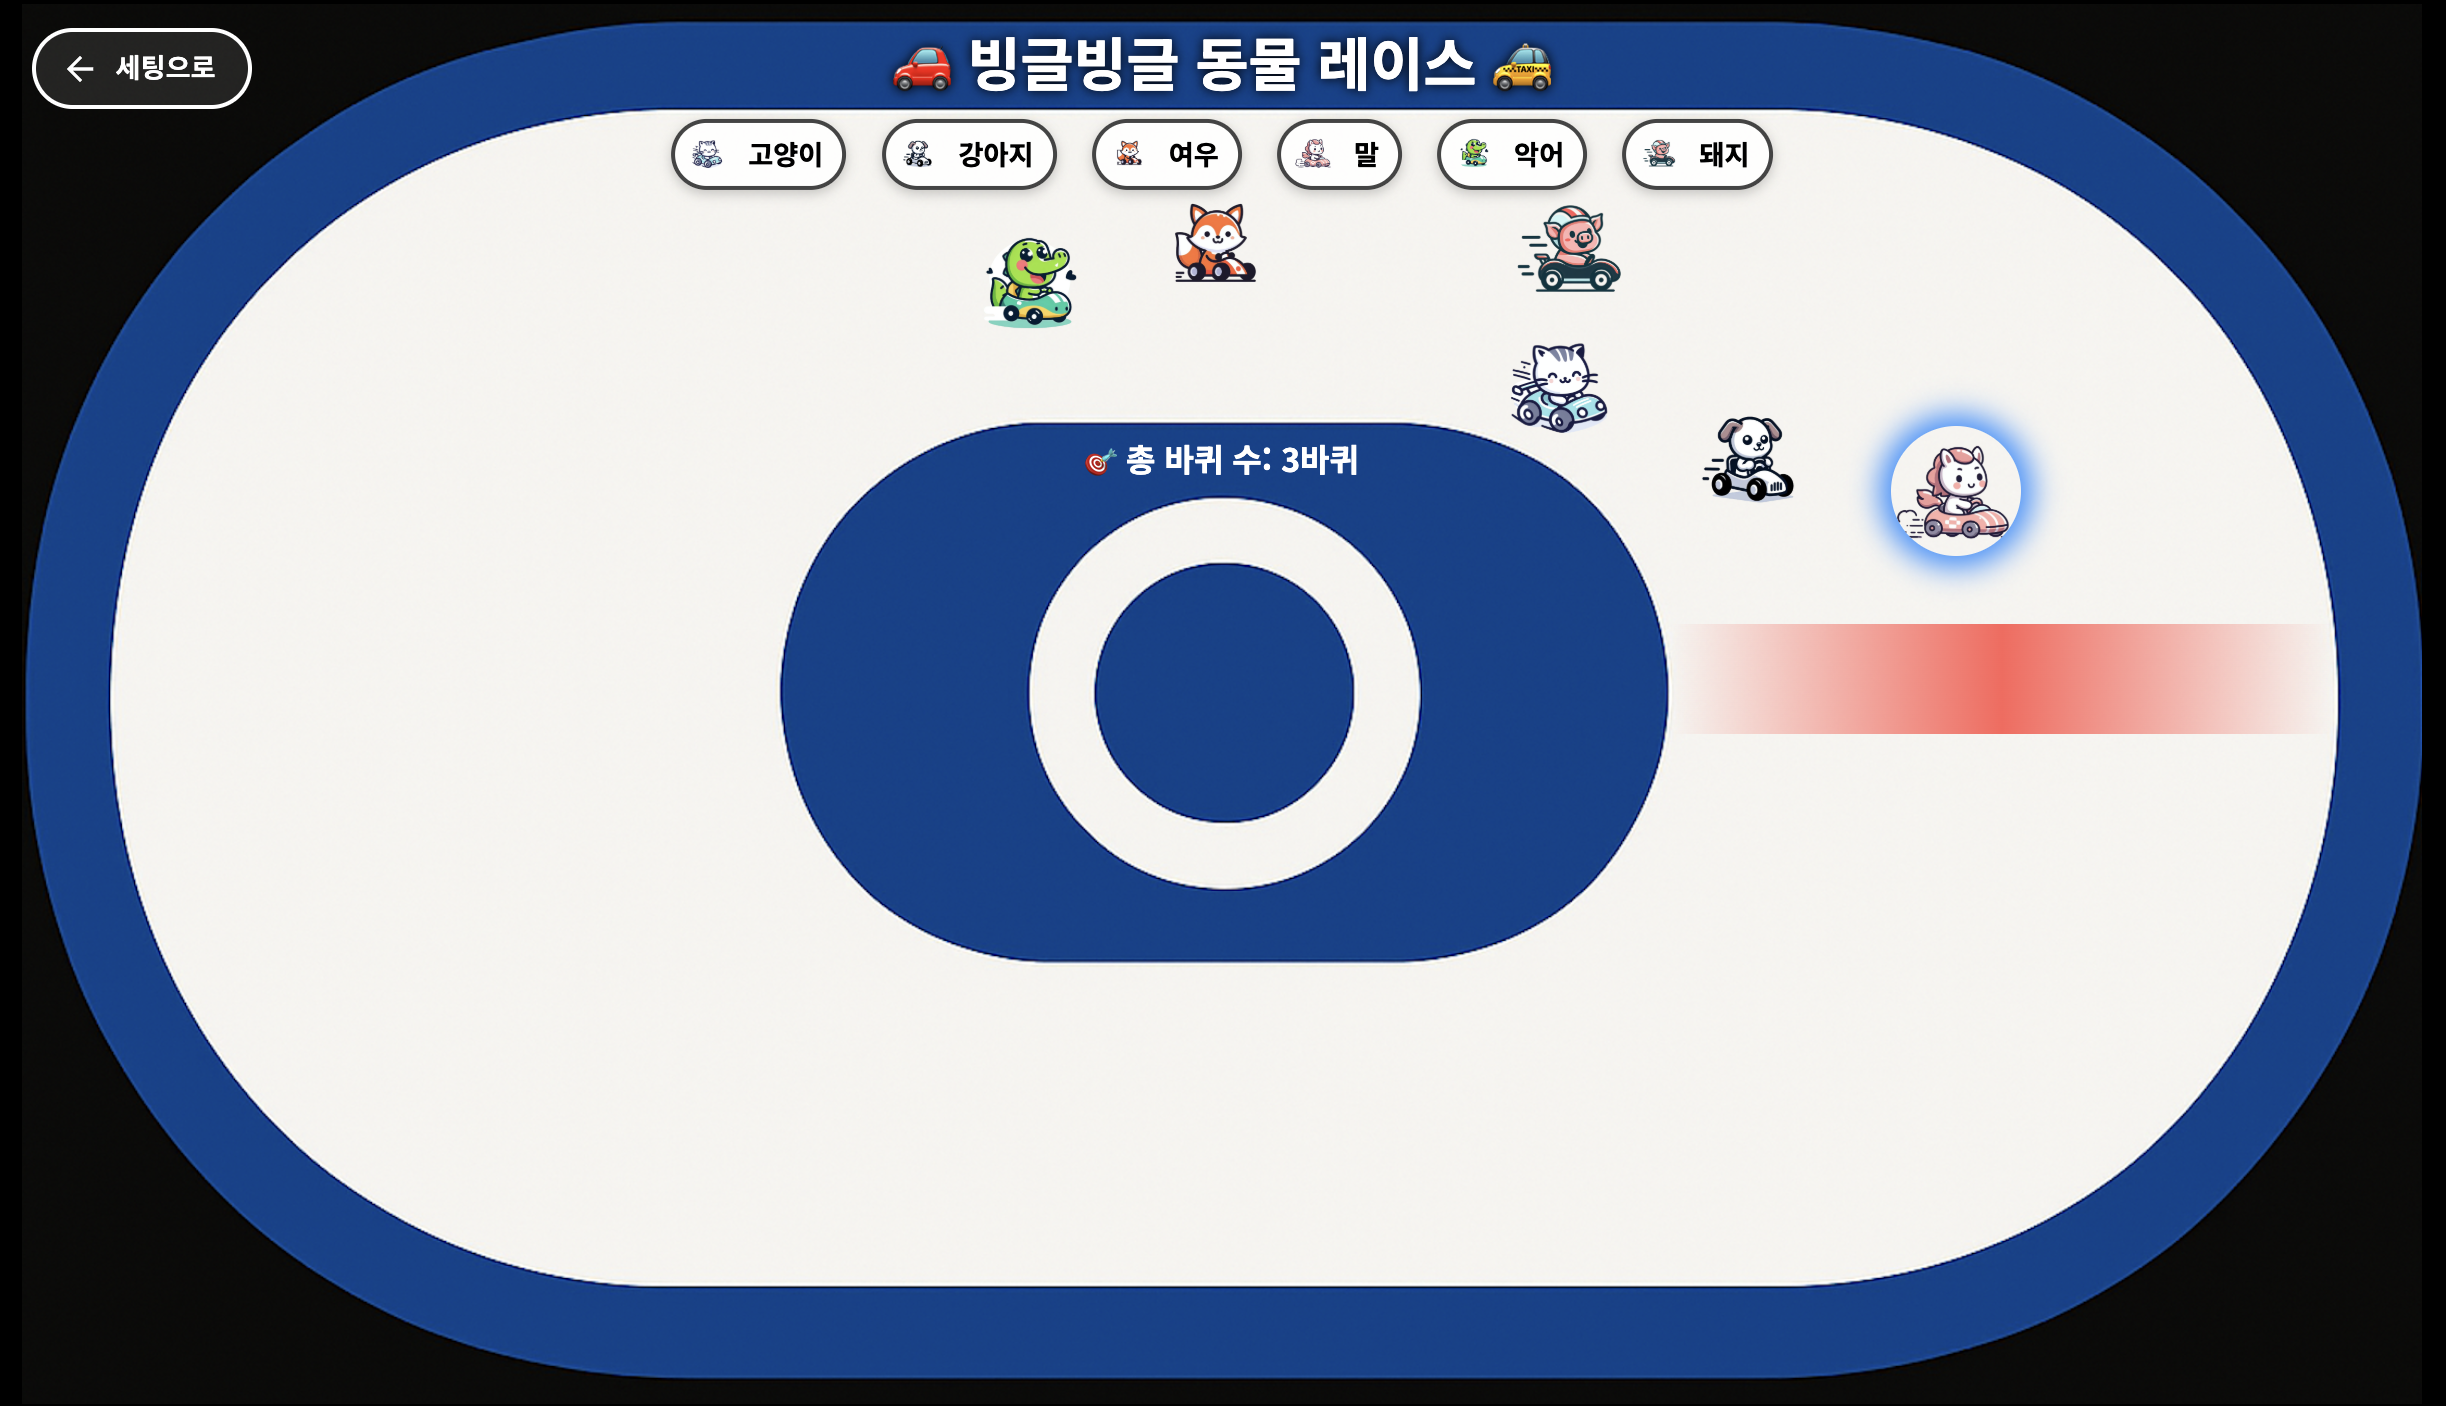 세팅으로
빙글빙글 동물 레이스
고양이
강아지
여우
말
악어
돼지
총 바퀴 수: 3바퀴